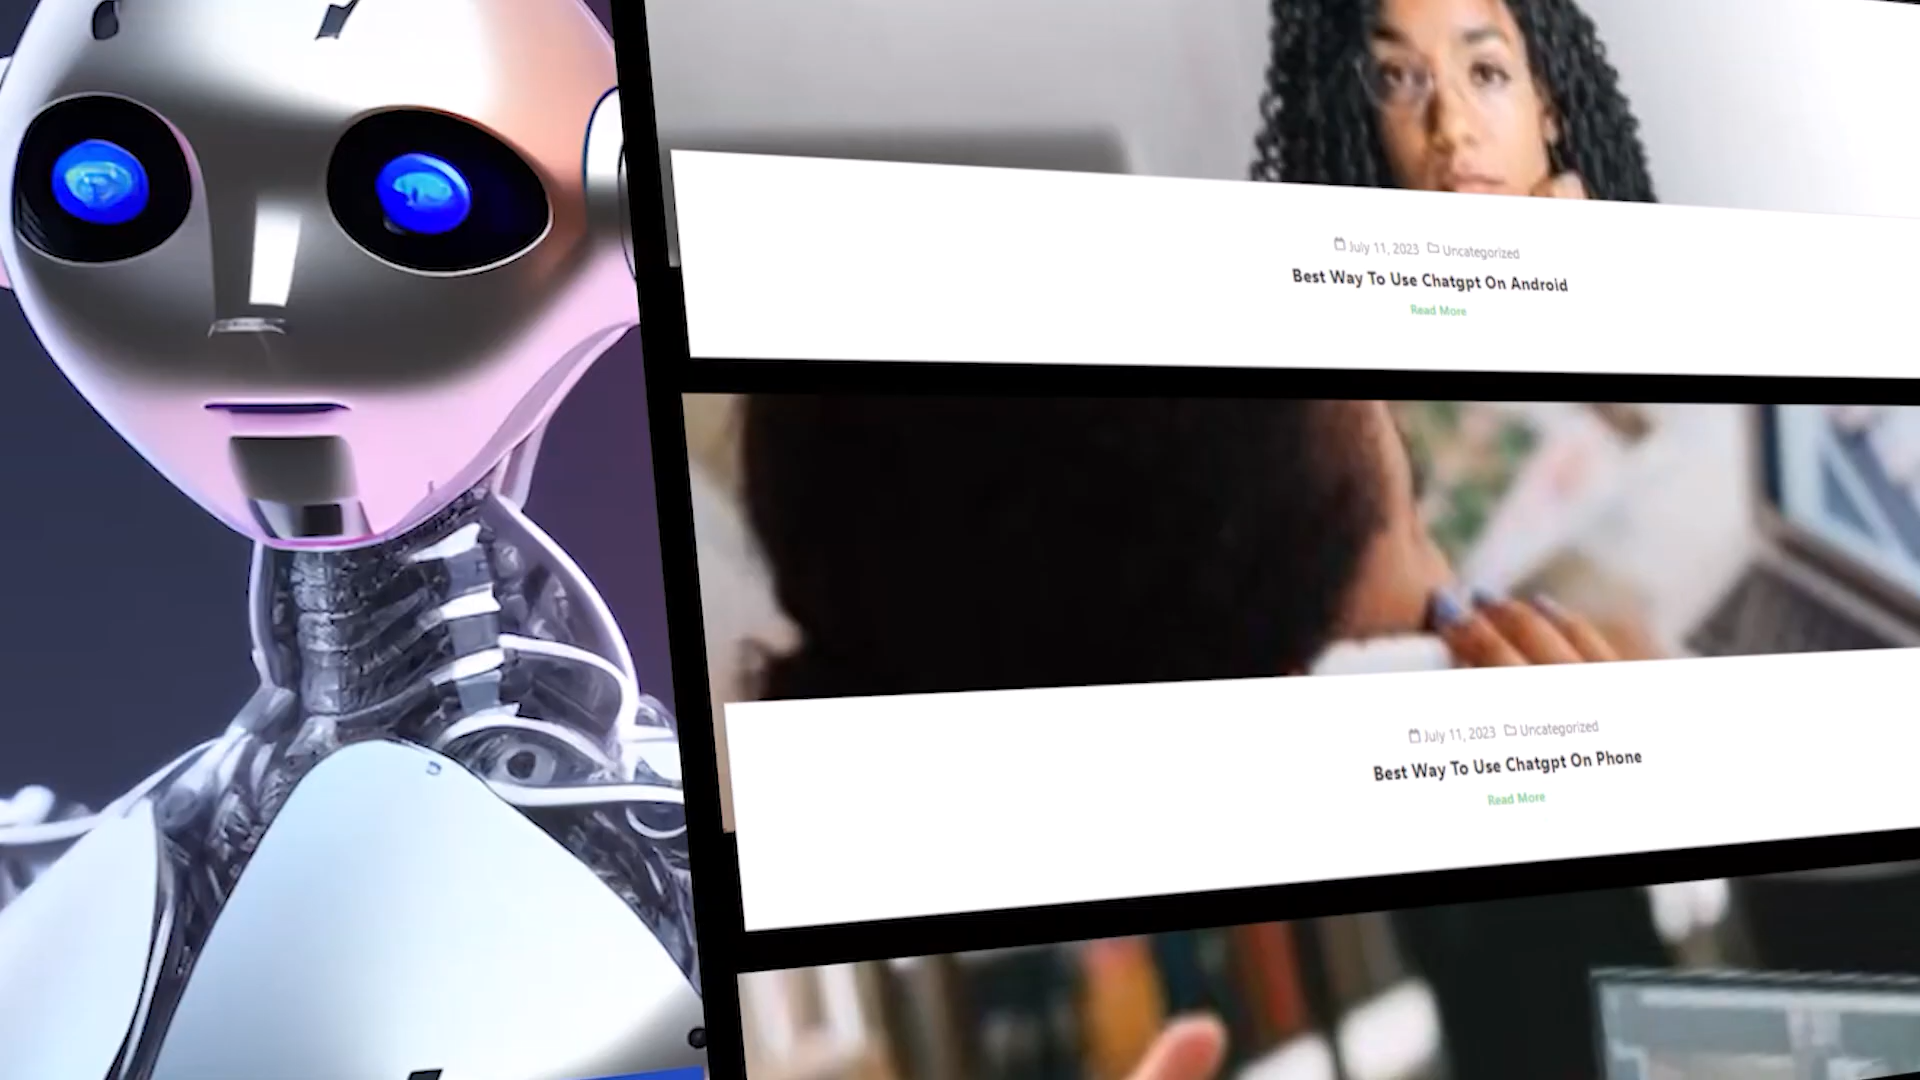 July 11, 2023 Uncategorized
Best Way To Use Chatgpt On Android
Read More
July 11, 2023 Uncategorized
Best Way To Use Chatgpt On Phone
Read More